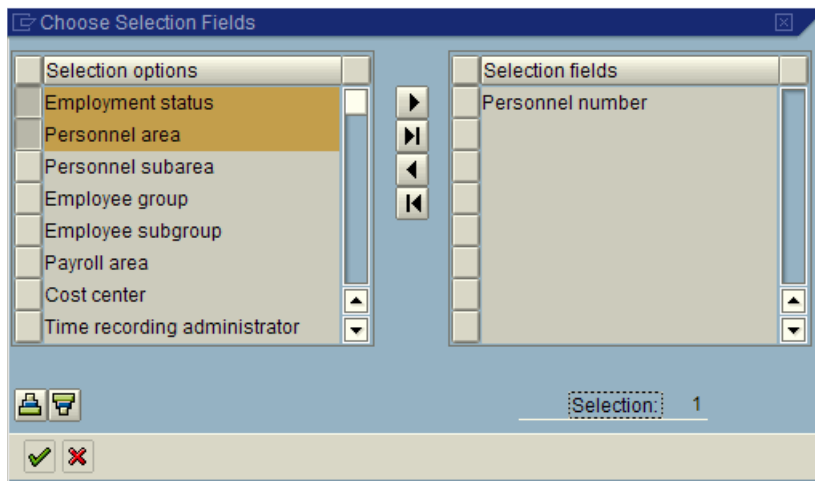 Choose Selection Fields
Selection options
Employment status
Personnel area
Personnel subarea
Employee group
Employee subgroup
Payroll area
Cost center
Time recording administrator
Selection fields
Personnel number
Selection: 1